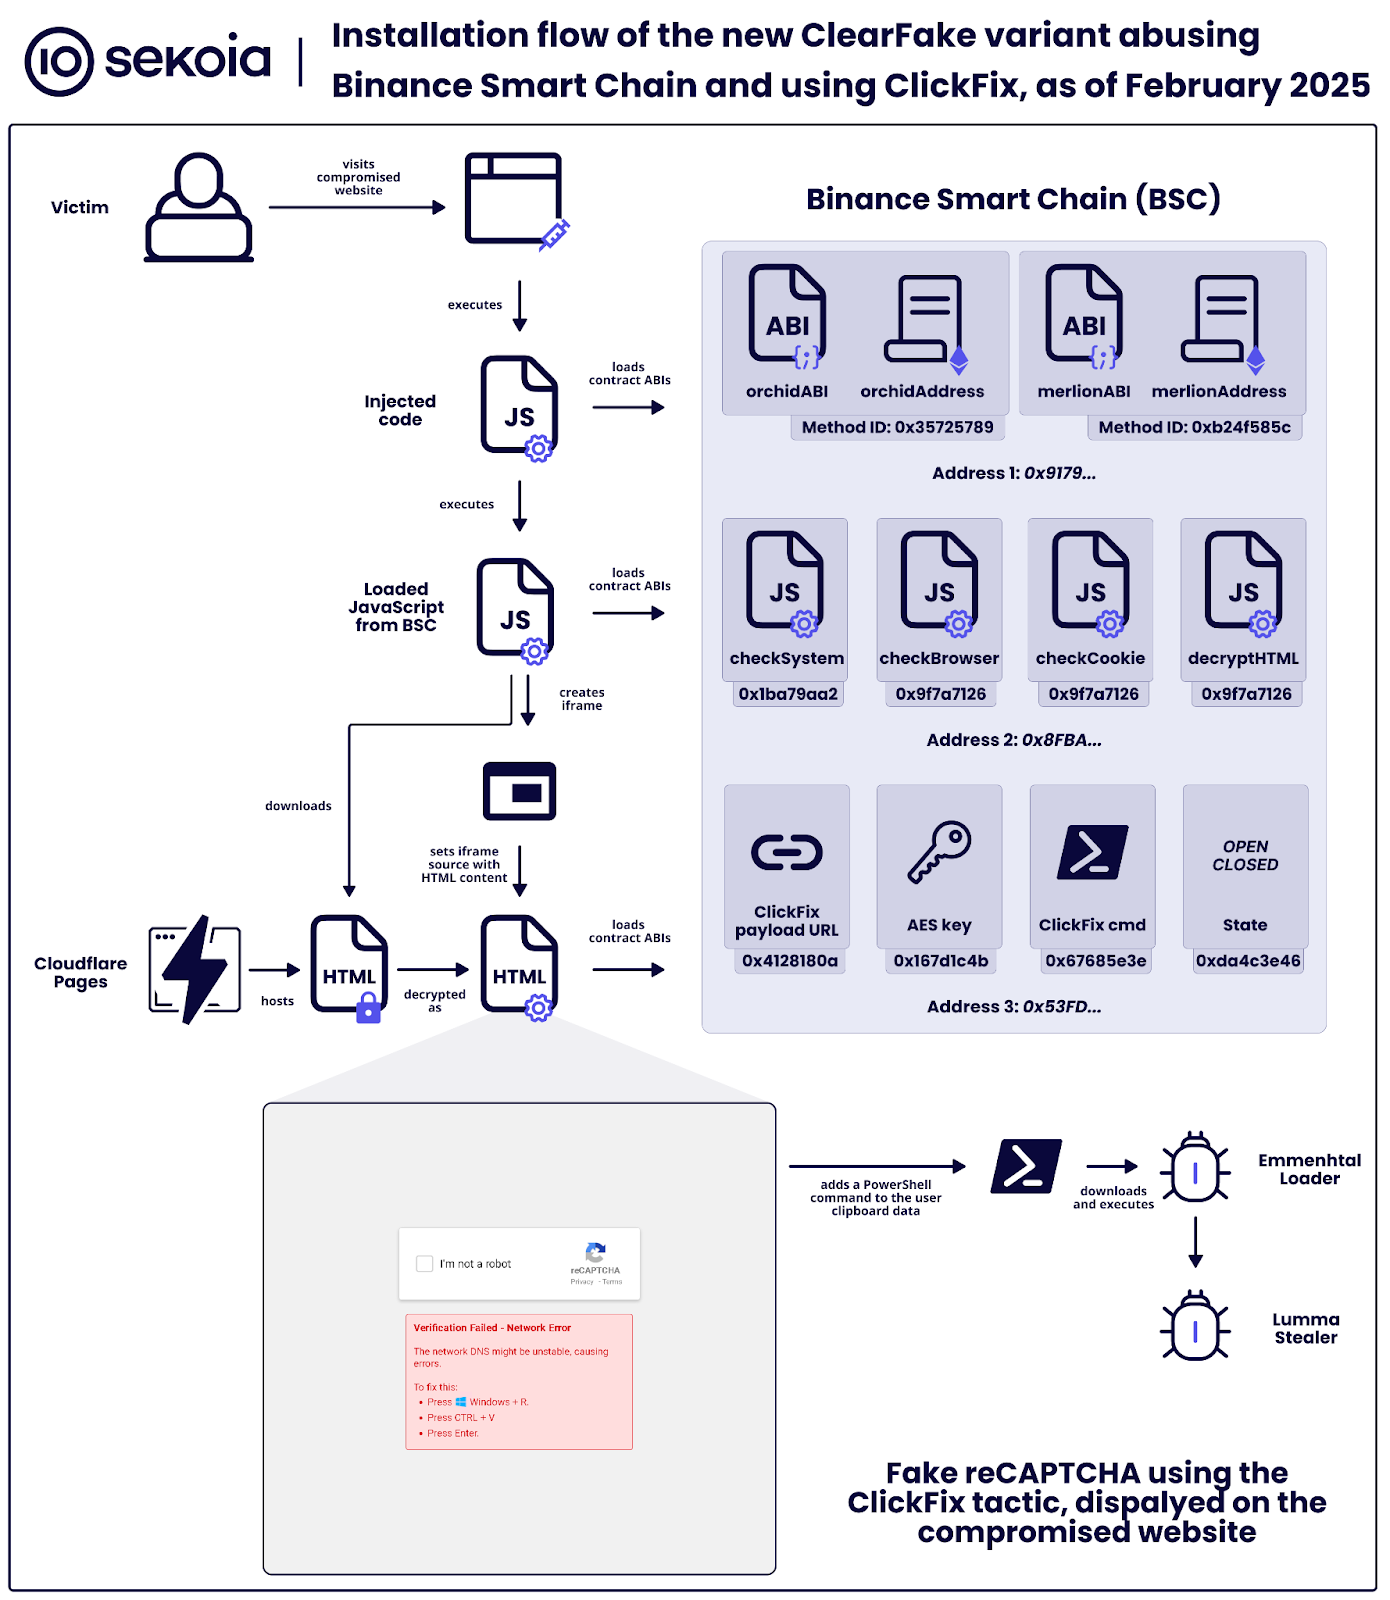 sekoia
Installation flow of the new ClearFake variant abusing
Binance Smart Chain and using ClickFix, as of February 2025
Victim
visits
compromised
website
executes
Injected
code
loads
contract ABIs
executes
Loaded
JavaScript
from BSC
loads
contract ABIs
creates
iframe
downloads
sets iframe
source with
HTML content
Cloudflare
Pages
hosts
HTML
decrypted
as
HTML
loads
contract ABIs
JS
JS
Binance Smart Chain (BSC)
ABI
orchidABI
orchidAddress
Method ID: 0x35725789
ABI
merlionABI
merlionAddress
Method ID: 0xb24f585c
Address 1: 0x9179...
JS
checkSystem
0x1ba79aa2
JS
checkBrowser
0x9f7a7126
JS
checkCookie
0x9f7a7126
JS
decryptHTML
0x9f7a7126
Address 2: 0x8FBA...
ClickFix
payload URL
0x4128180a
AES key
0x167d1c4b
ClickFix cmd
0x67685e3e
OPEN
CLOSED
State
0xda4c3e46
Address 3: 0x53FD...
I'm not a robot
reCAPTCHA
Privacy - Terms
Verification Failed - Network Error
The network DNS might be unstable, causing
errors.
To fix this:
• Press Windows + R.
• Press CTRL + V
• Press Enter.
adds a PowerShell
command to the user
clipboard data
downloads
and executes
Emmenhtal
Loader
Lumma
Stealer
Fake reCAPTCHA using the
ClickFix tactic, dispalyed on the
compromised website